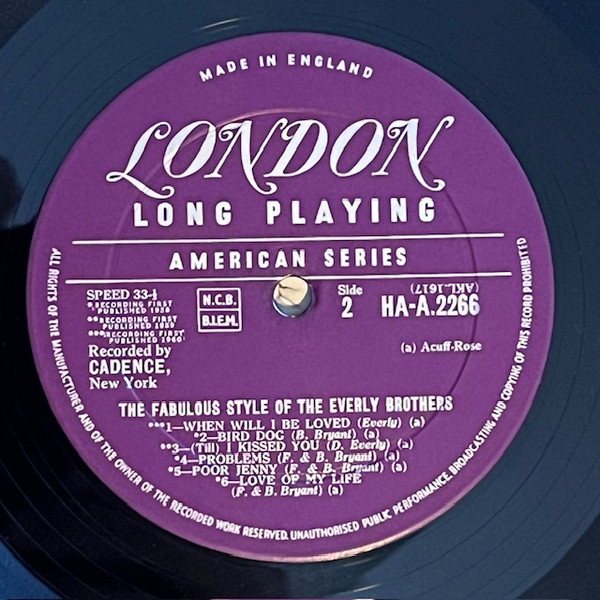 MADE IN ENGLAND
LONDON
LONG PLAYING
AMERICAN SERIES
SPEED 33⅓
*RECORDING FIRST
PUBLISHED 1958
**RECORDING FIRST
PUBLISHED 1959
***RECORDING FIRST
PUBLISHED 1960
Recorded by
CADENCE,
New York
N.C.B.
B.I.E.M.
Side
2
(AKL.1617)
HA-A.2266
(a) Acuff-Rose
THE FABULOUS STYLE OF THE EVERLY BROTHERS
***1—WHEN WILL I BE LOVED (Everly) (a)
*2—BIRD DOG (B. Bryant) (a)
**3—(Till) I KISSED YOU (D. Everly) (a)
*4—PROBLEMS (F. & B. Bryant) (a)
*5—POOR JENNY (F. & B. Bryant) (a)
*6—LOVE OF MY LIFE
(F. & B. Bryant) (a)
ALL RIGHTS OF THE MANUFACTURER AND OF THE OWNER OF THE RECORDED WORK RESERVED. UNAUTHORISED PUBLIC PERFORMANCE, BROADCASTING AND COPYING OF THIS RECORD PROHIBITED